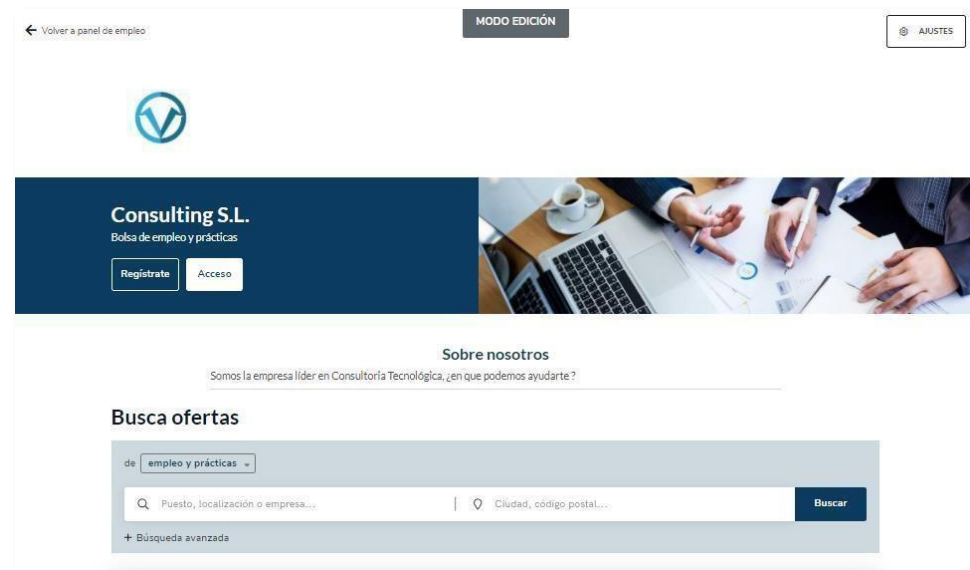 MODO EDICIÓN
Volver a panel de empleo
AJUSTES
Consulting S.L.
Bolsa de empleo y prácticas
Regístrate
Acceso
Sobre nosotros
Somos la empresa líder en Consultoría Tecnológica, ¿en que podemos ayudarte ?
Busca ofertas
de empleo y prácticas
Puesto, localización o empresa...
Ciudad, código postal...
Buscar
+ Búsqueda avanzada